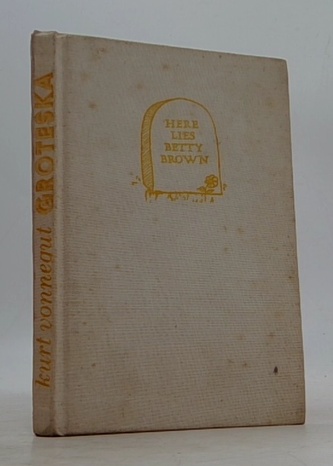 kurt vonnegut GROTESKA
HERE
LIES
BETTY
BROWN